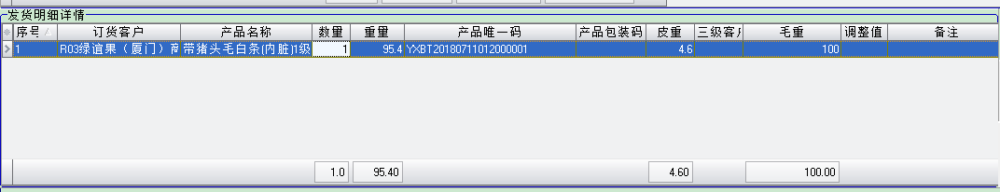 发货明细详情
序号 订货客户 产品名称 数量 重量 产品唯一码 产品包装码 皮重 三级客户 毛重 调整值 备注
1 R03绿谊果（厦门）商 带猪头毛白条(内脏)1级 1 95.4 YXBT20180711012000001 4.6 100
1.0 95.40 4.60 100.00